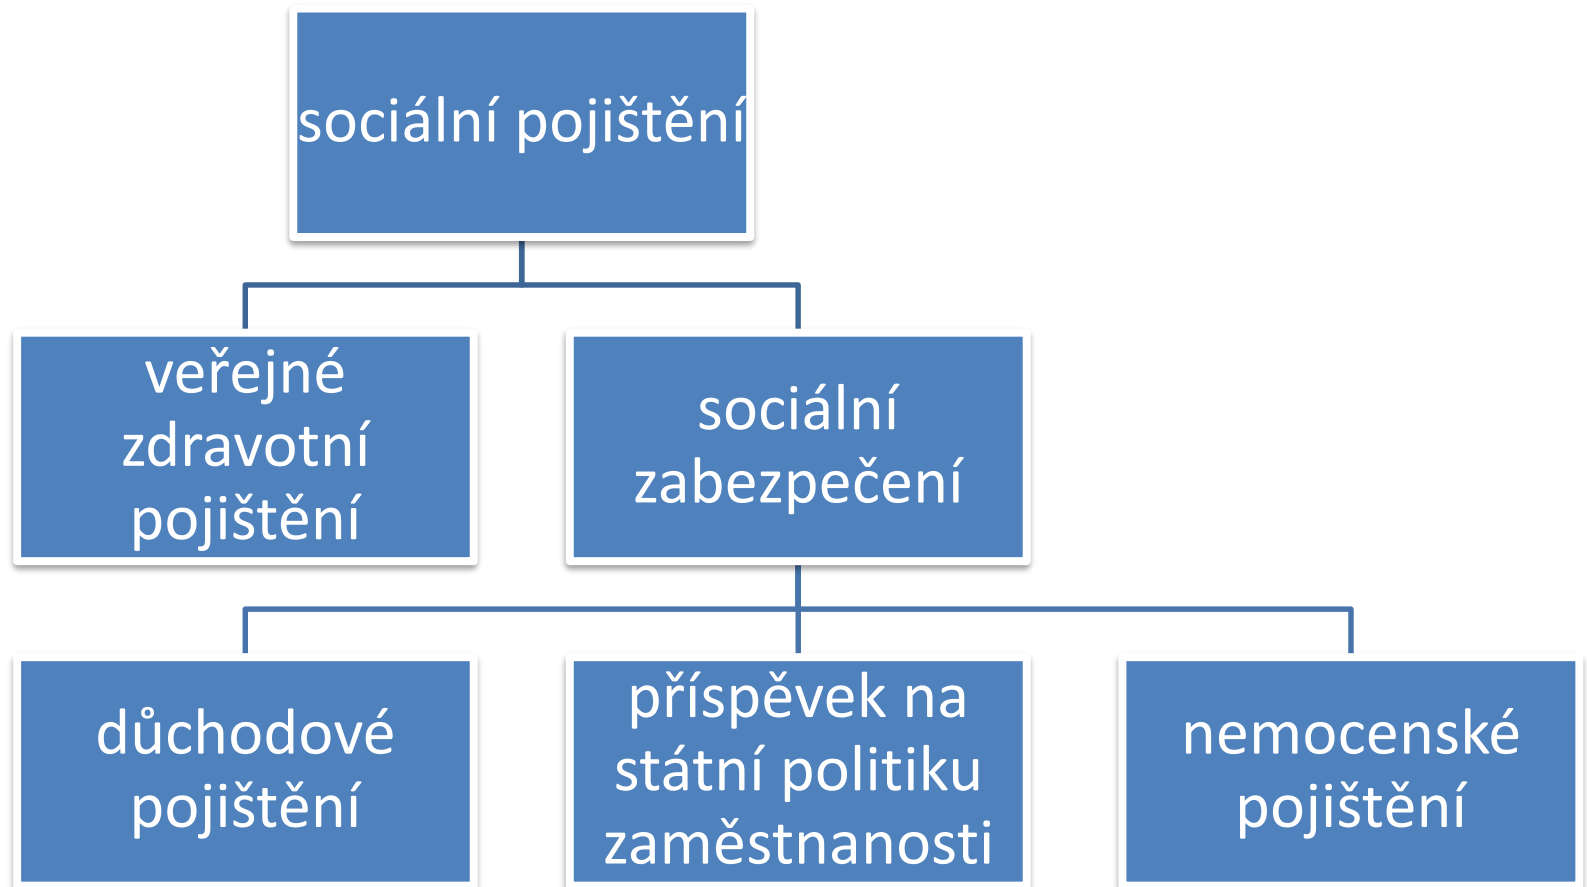 sociální pojištění
veřejné
zdravotní
pojištění
sociální
zabezpečení
důchodové
pojištění
příspěvek na
státní politiku
zaměstnanosti
nemocenské
pojištění